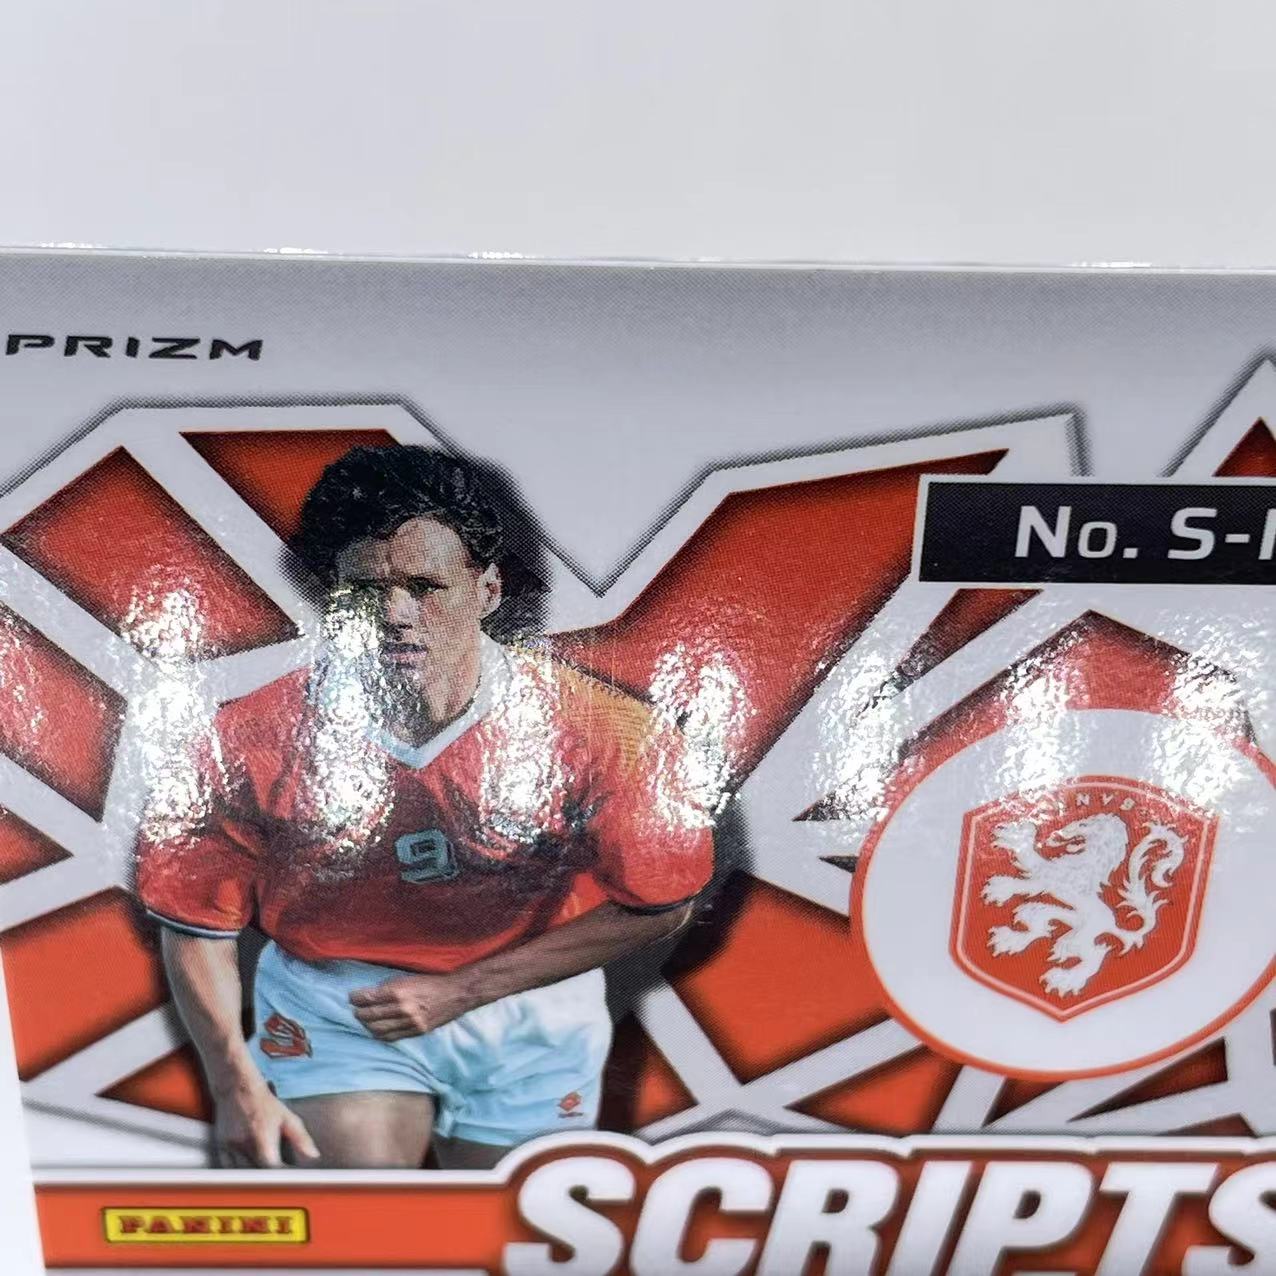 PRIZM
No. S-
9
PANINI
SCRIPTS